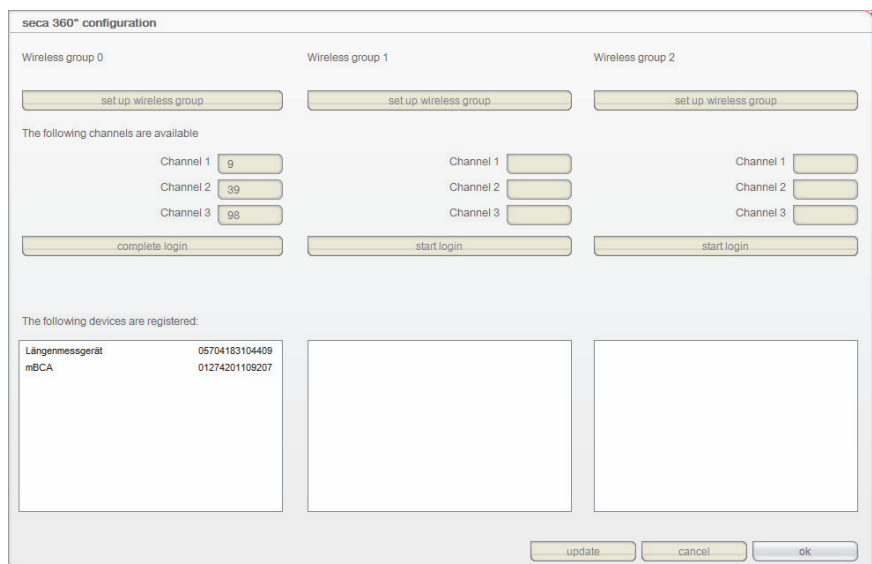 seca 360° configuration
Wireless group 0 Wireless group 1 Wireless group 2
set up wireless group set up wireless group set up wireless group
The following channels are available
Channel 1 9 Channel 1 Channel 1
Channel 2 39 Channel 2 Channel 2
Channel 3 98 Channel 3 Channel 3
complete login start login start login
The following devices are registered:
Längenmessgerät 05704183104409
mBCA 01274201109207
update cancel ok